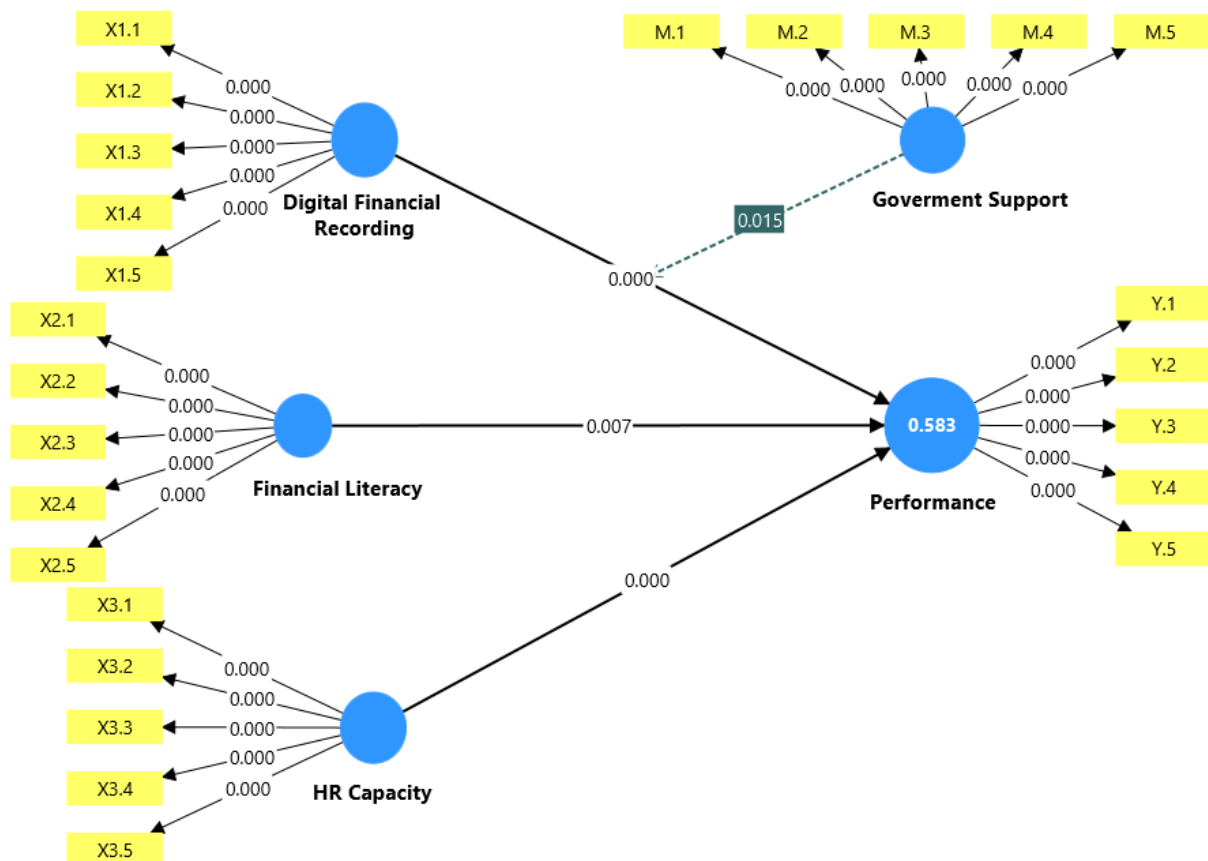 X1.1
X1.2
X1.3
X1.4
X1.5
0.000
0.000
0.000
0.000
0.000
Digital Financial
Recording
M.1
M.2
M.3
M.4
M.5
0.000
0.000
0.000
0.000
0.000
Goverment Support
0.015
0.000
X2.1
X2.2
X2.3
X2.4
X2.5
0.000
0.000
0.000
0.000
0.000
Financial Literacy
0.007
0.583
Performance
Y.1
Y.2
Y.3
Y.4
Y.5
0.000
0.000
0.000
0.000
0.000
X3.1
X3.2
X3.3
X3.4
X3.5
0.000
0.000
0.000
0.000
0.000
HR Capacity
0.000